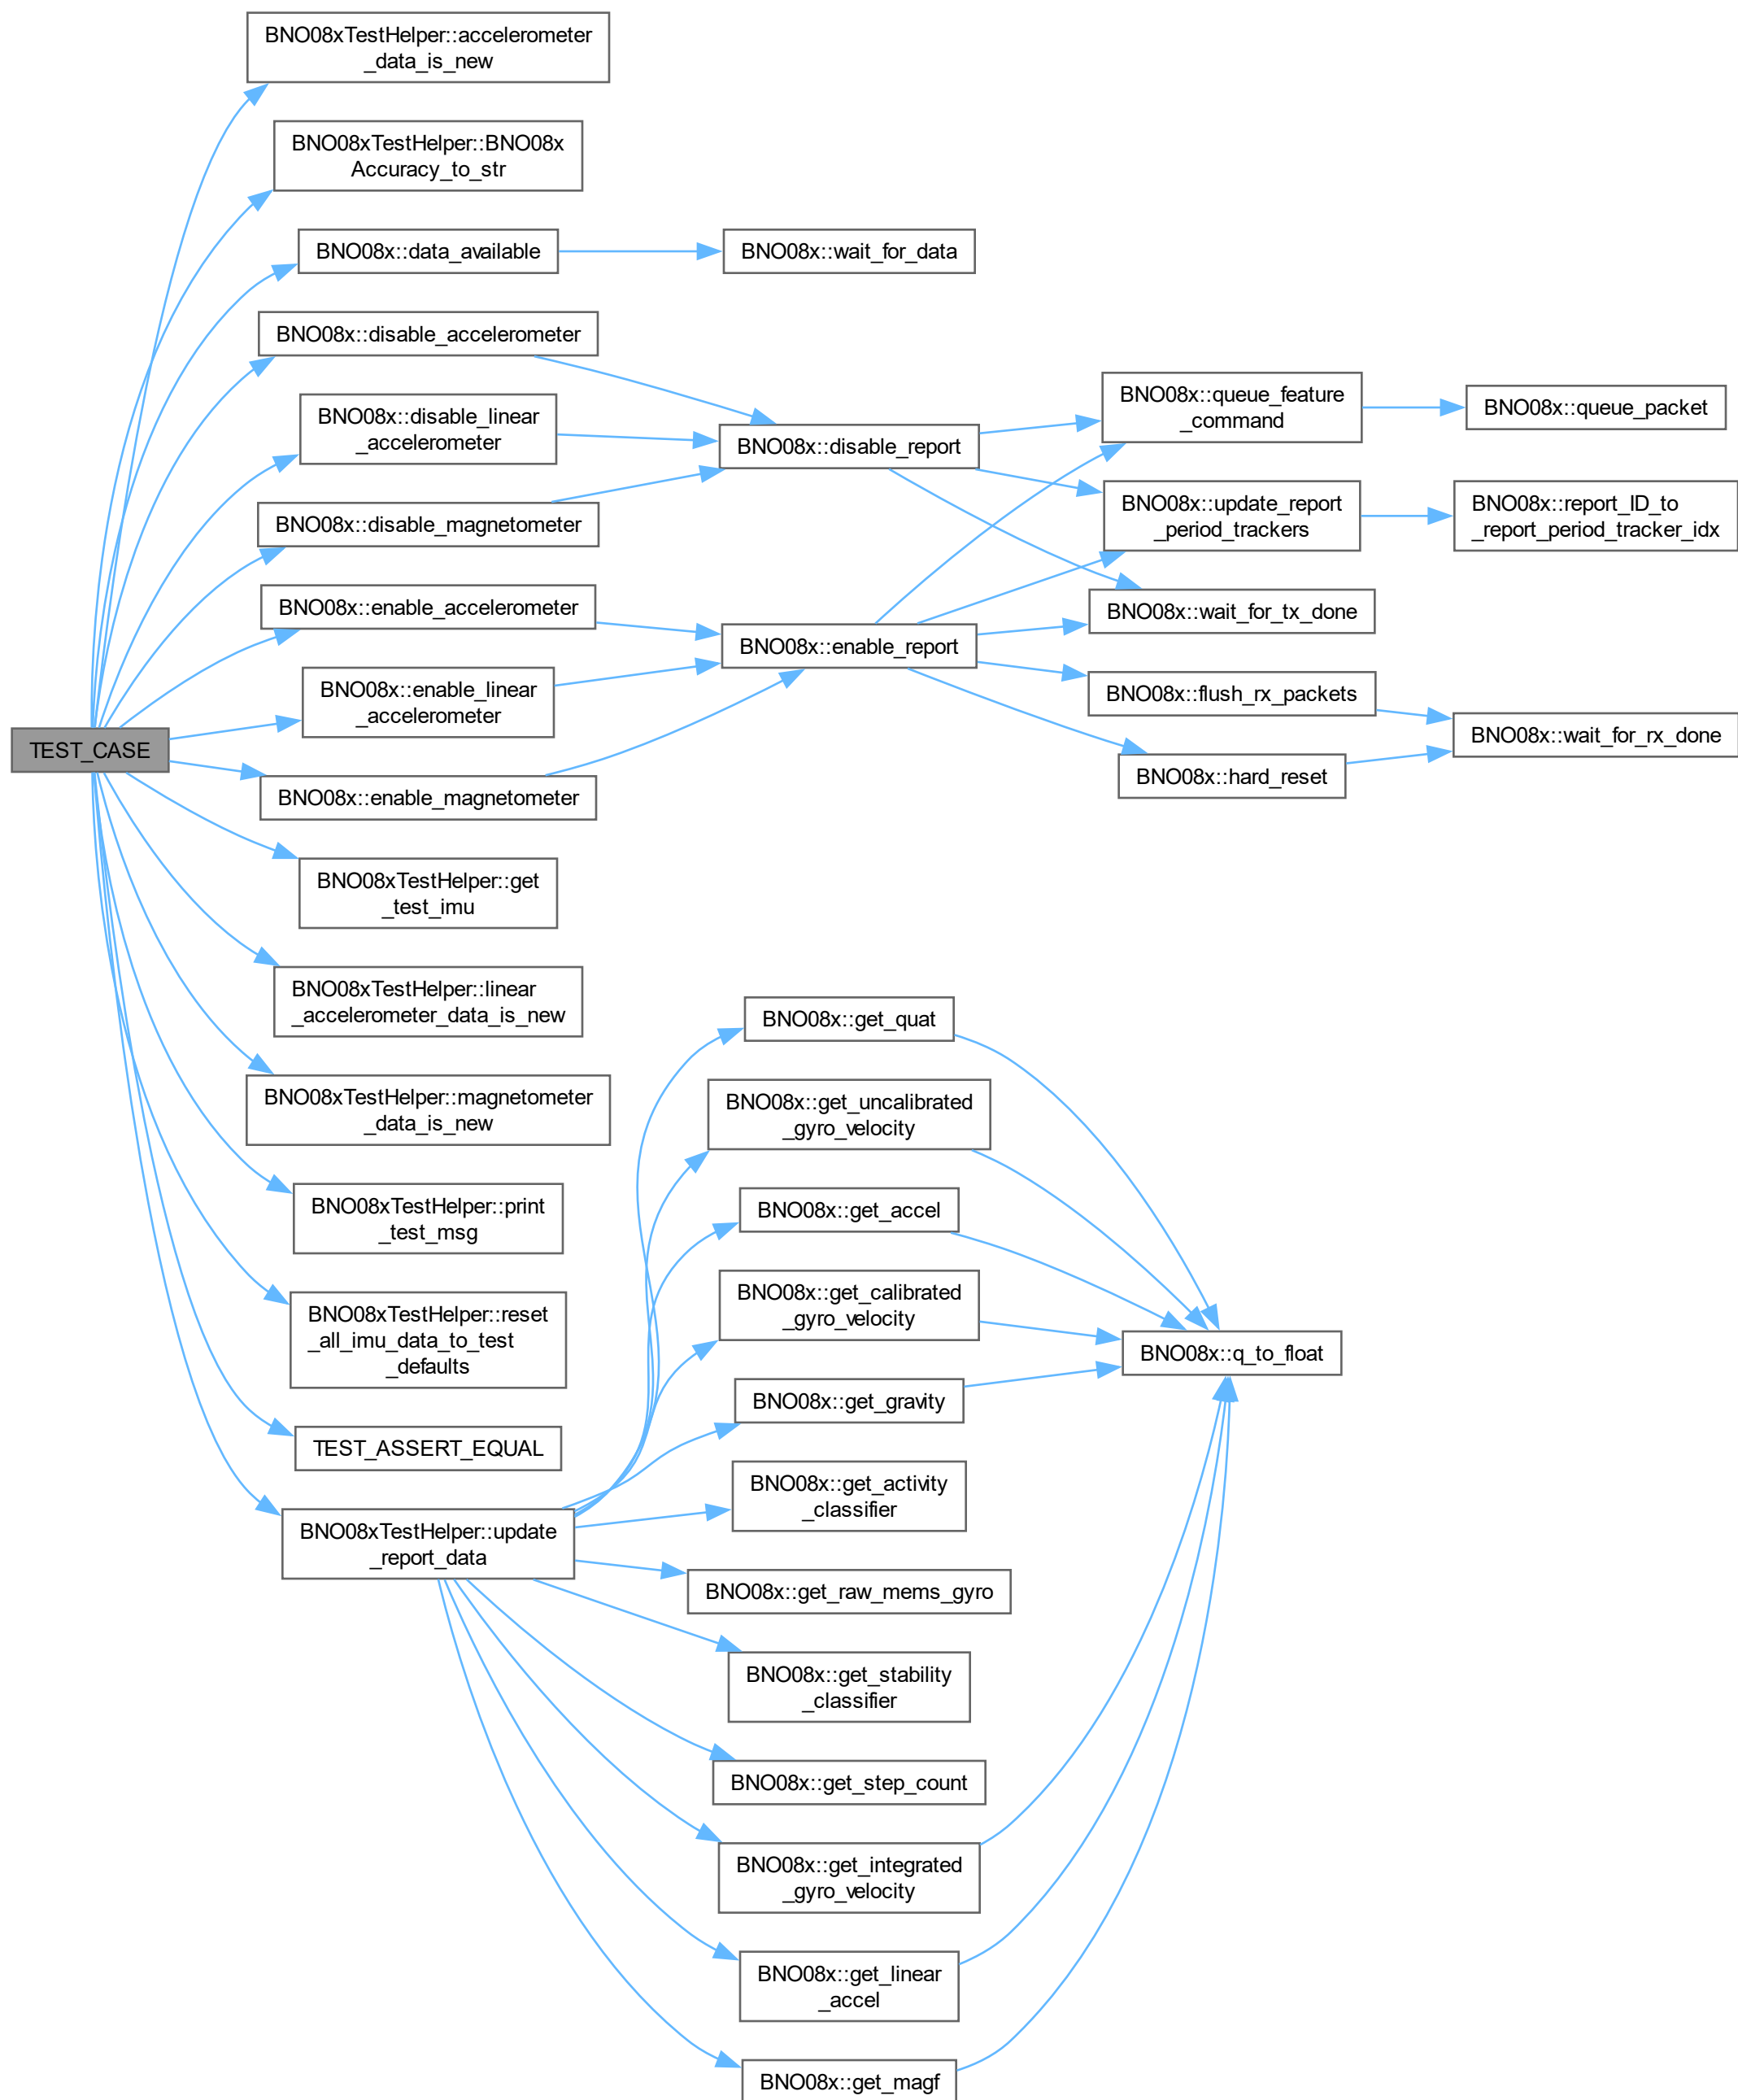 BNO08xTestHelper::accelerometer
_data_is_new
BNO08xTestHelper::BNO08x
Accuracy_to_str
BNO08x::data_available
BNO08x::wait_for_data
BNO08x::disable_accelerometer
BNO08x::disable_linear
_accelerometer
BNO08x::disable_magnetometer
BNO08x::disable_report
BNO08x::queue_feature
_command
BNO08x::queue_packet
BNO08x::update_report
_period_trackers
BNO08x::report_ID_to
_report_period_tracker_idx
BNO08x::wait_for_tx_done
BNO08x::enable_accelerometer
BNO08x::enable_linear
_accelerometer
BNO08x::enable_magnetometer
BNO08x::enable_report
BNO08x::flush_rx_packets
BNO08x::hard_reset
BNO08x::wait_for_rx_done
TEST_CASE
BNO08xTestHelper::get
_test_imu
BNO08xTestHelper::linear
_accelerometer_data_is_new
BNO08xTestHelper::magnetometer
_data_is_new
BNO08xTestHelper::print
_test_msg
BNO08xTestHelper::reset
_all_imu_data_to_test
_defaults
TEST_ASSERT_EQUAL
BNO08xTestHelper::update
_report_data
BNO08x::get_quat
BNO08x::get_uncalibrated
_gyro_velocity
BNO08x::get_accel
BNO08x::get_calibrated
_gyro_velocity
BNO08x::get_gravity
BNO08x::q_to_float
BNO08x::get_activity
_classifier
BNO08x::get_raw_mems_gyro
BNO08x::get_stability
_classifier
BNO08x::get_step_count
BNO08x::get_integrated
_gyro_velocity
BNO08x::get_linear
_accel
BNO08x::get_magf